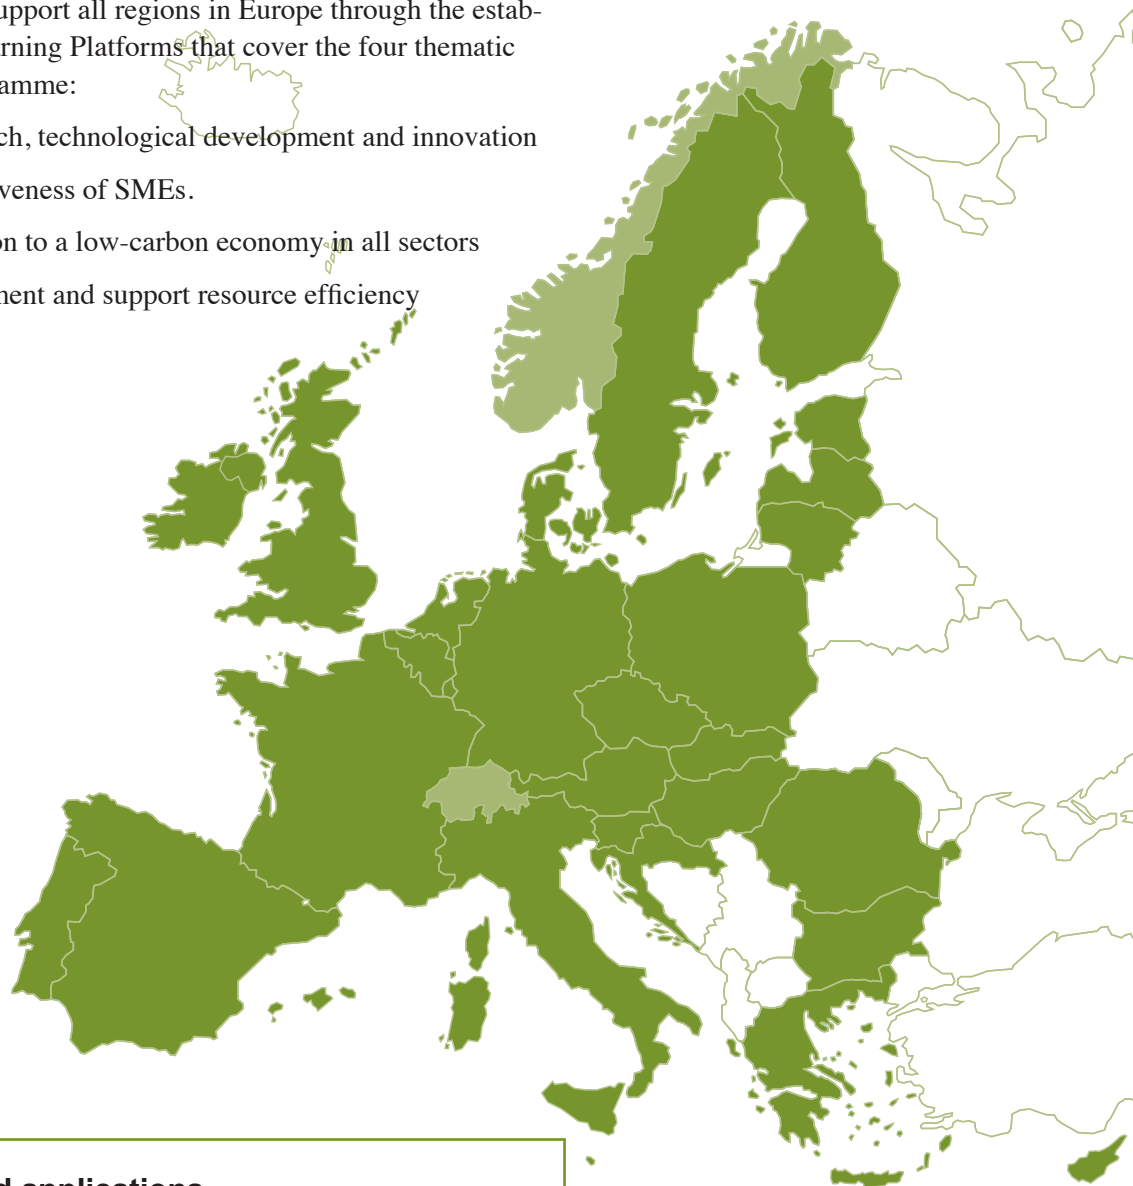 upport all regions in Europe through the estab-
rning Platforms that cover the four thematic
amme:
ch, technological development and innovation
veness of SMEs.
on to a low-carbon economy in all sectors
ment and support resource efficiency
d applications